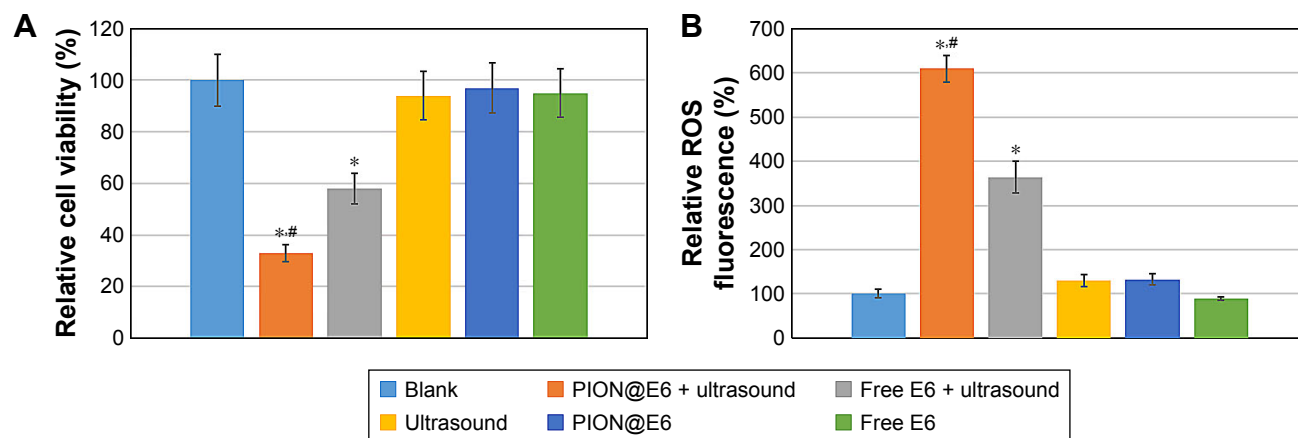 A
Relative cell viability (%)
120
100
80
60
40
20
0
*,#
*
B
Relative ROS
fluorescence (%)
700
600
500
400
300
200
100
0
*,#
*
Blank
PION@E6 + ultrasound
Free E6 + ultrasound
Ultrasound
PION@E6
Free E6